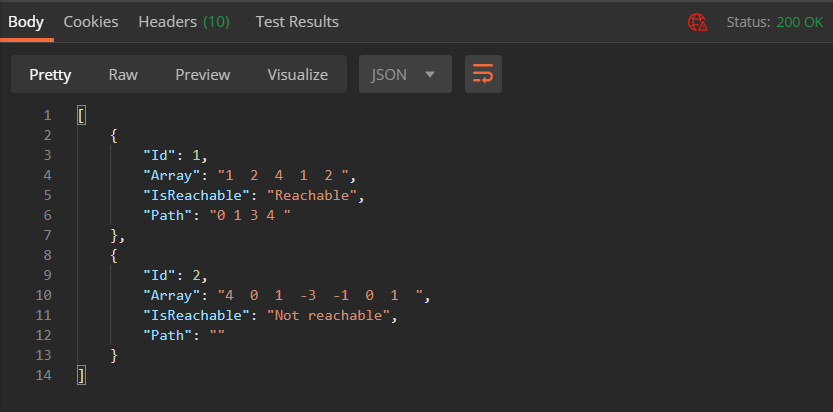 Body Cookies Headers (10) Test Results Status: 200 OK
Pretty Raw Preview Visualize JSON
1 [
2 {
3 "Id": 1,
4 "Array": "1  2  4  1  2 ",
5 "IsReachable": "Reachable",
6 "Path": "0 1 3 4 "
7 },
8 {
9 "Id": 2,
10 "Array": "4  0  1  -3  -1  0  1  ",
11 "IsReachable": "Not reachable",
12 "Path": ""
13 }
14 ]